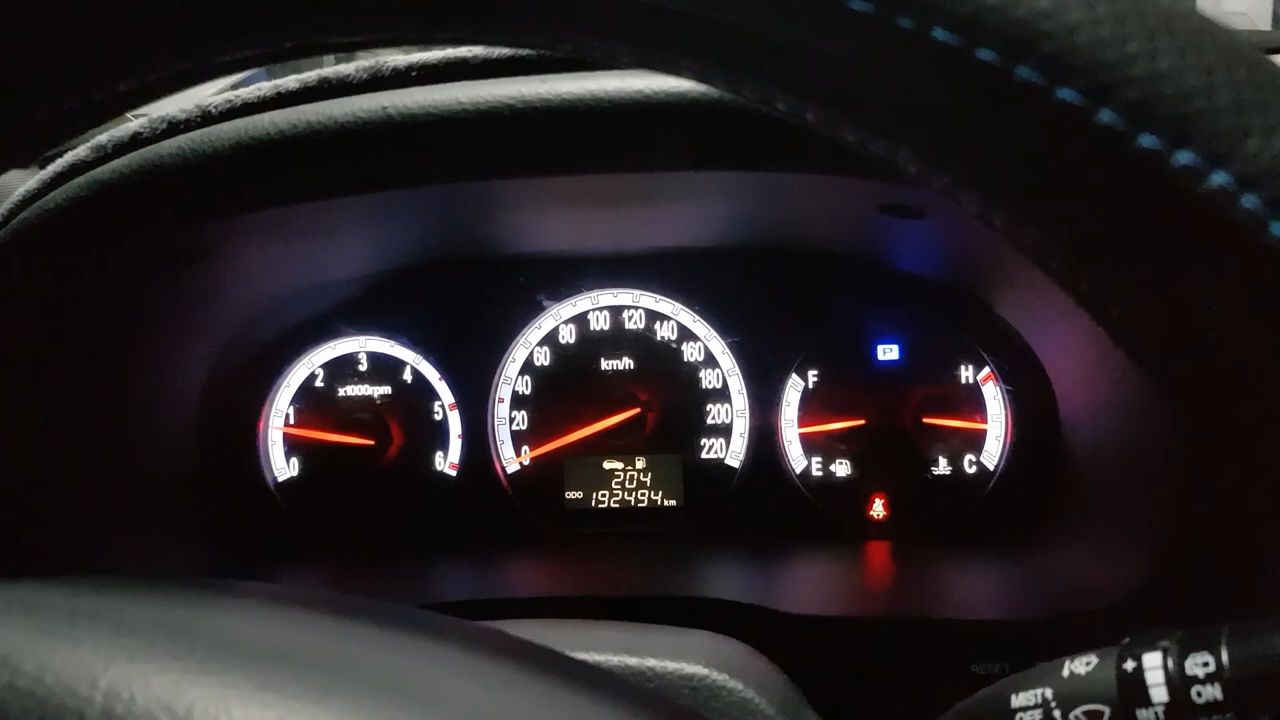 0 1 2 3 4 5 6
x1000rpm
0 20 40 60 80 100 120 140 160 180 200 220
km/h
204
ODO 192494 km
P
F
E
H
C
RESET
MIST
OFF
INT
+
ON